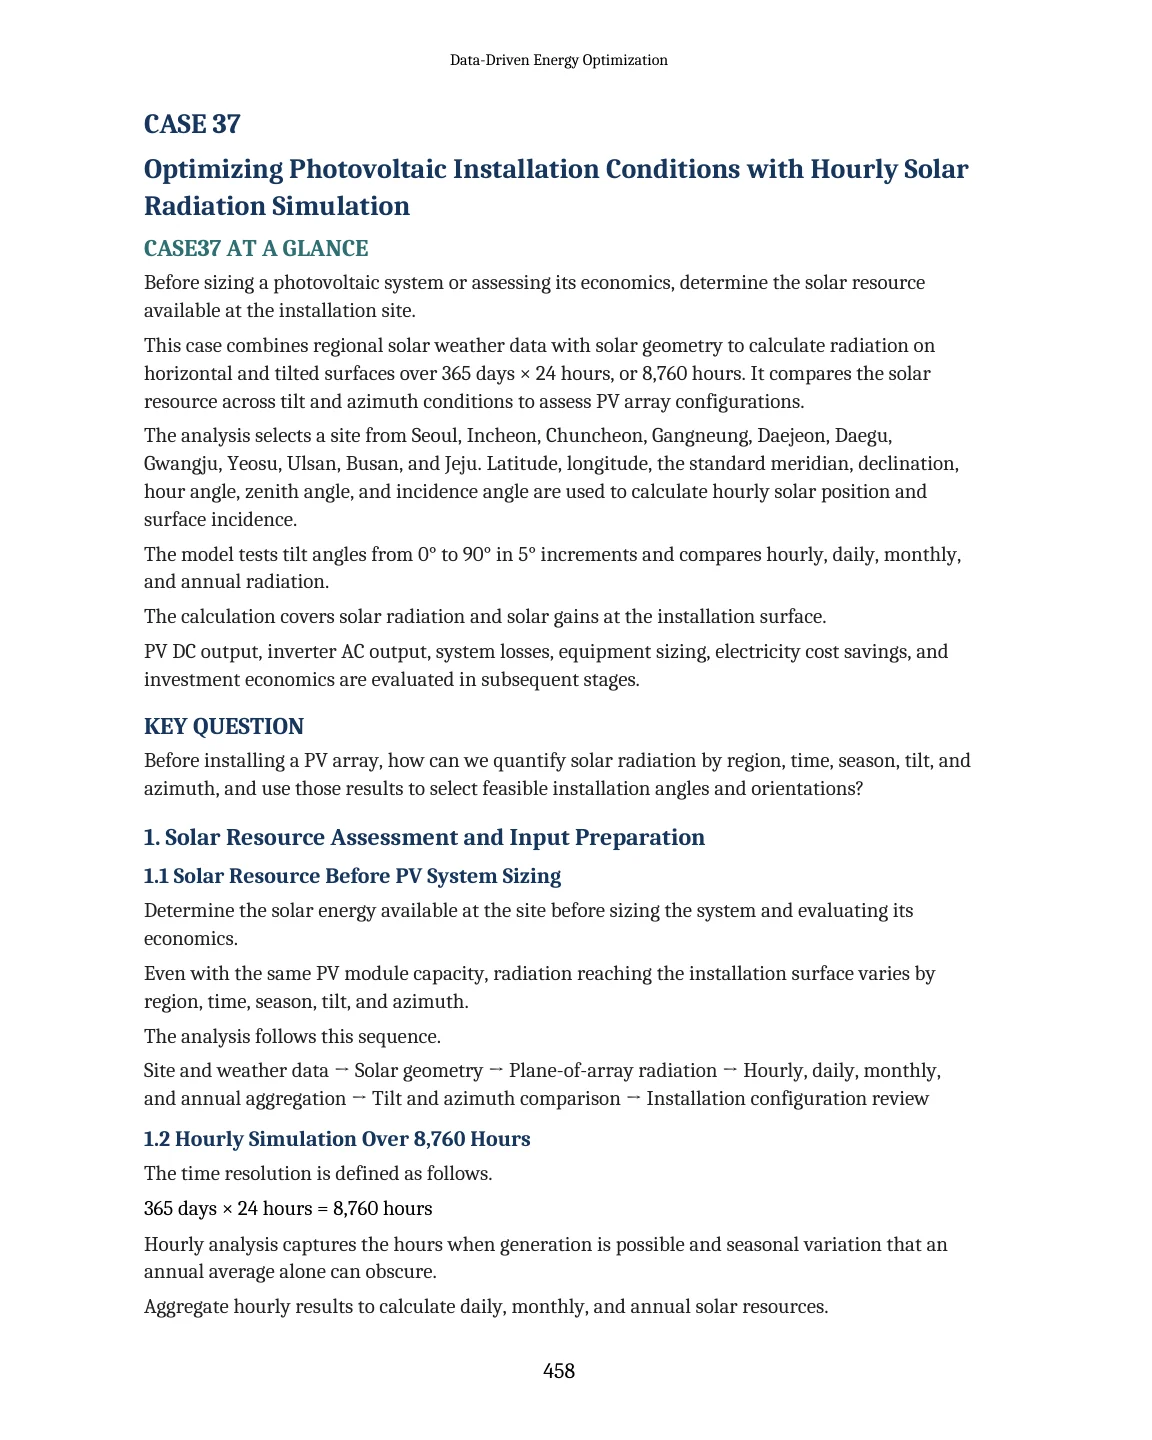 Data-Driven Energy Optimization
CASE 37
Optimizing Photovoltaic Installation Conditions with Hourly Solar
Radiation Simulation
CASE37 AT A GLANCE
Before sizing a photovoltaic system or assessing its economics, determine the solar resource
available at the installation site.
This case combines regional solar weather data with solar geometry to calculate radiation on
horizontal and tilted surfaces over 365 days × 24 hours, or 8,760 hours. It compares the solar
resource across tilt and azimuth conditions to assess PV array configurations.
The analysis selects a site from Seoul, Incheon, Chuncheon, Gangneung, Daejeon, Daegu,
Gwangju, Yeosu, Ulsan, Busan, and Jeju. Latitude, longitude, the standard meridian, declination,
hour angle, zenith angle, and incidence angle are used to calculate hourly solar position and
surface incidence.
The model tests tilt angles from 0° to 90° in 5° increments and compares hourly, daily, monthly,
and annual radiation.
The calculation covers solar radiation and solar gains at the installation surface.
PV DC output, inverter AC output, system losses, equipment sizing, electricity cost savings, and
investment economics are evaluated in subsequent stages.
KEY QUESTION
Before installing a PV array, how can we quantify solar radiation by region, time, season, tilt, and
azimuth, and use those results to select feasible installation angles and orientations?
1. Solar Resource Assessment and Input Preparation
1.1 Solar Resource Before PV System Sizing
Determine the solar energy available at the site before sizing the system and evaluating its
economics.
Even with the same PV module capacity, radiation reaching the installation surface varies by
region, time, season, tilt, and azimuth.
The analysis follows this sequence.
Site and weather data → Solar geometry → Plane-of-array radiation → Hourly, daily, monthly,
and annual aggregation → Tilt and azimuth comparison → Installation configuration review
1.2 Hourly Simulation Over 8,760 Hours
The time resolution is defined as follows.
365 days × 24 hours = 8,760 hours
Hourly analysis captures the hours when generation is possible and seasonal variation that an
annual average alone can obscure.
Aggregate hourly results to calculate daily, monthly, and annual solar resources.
458